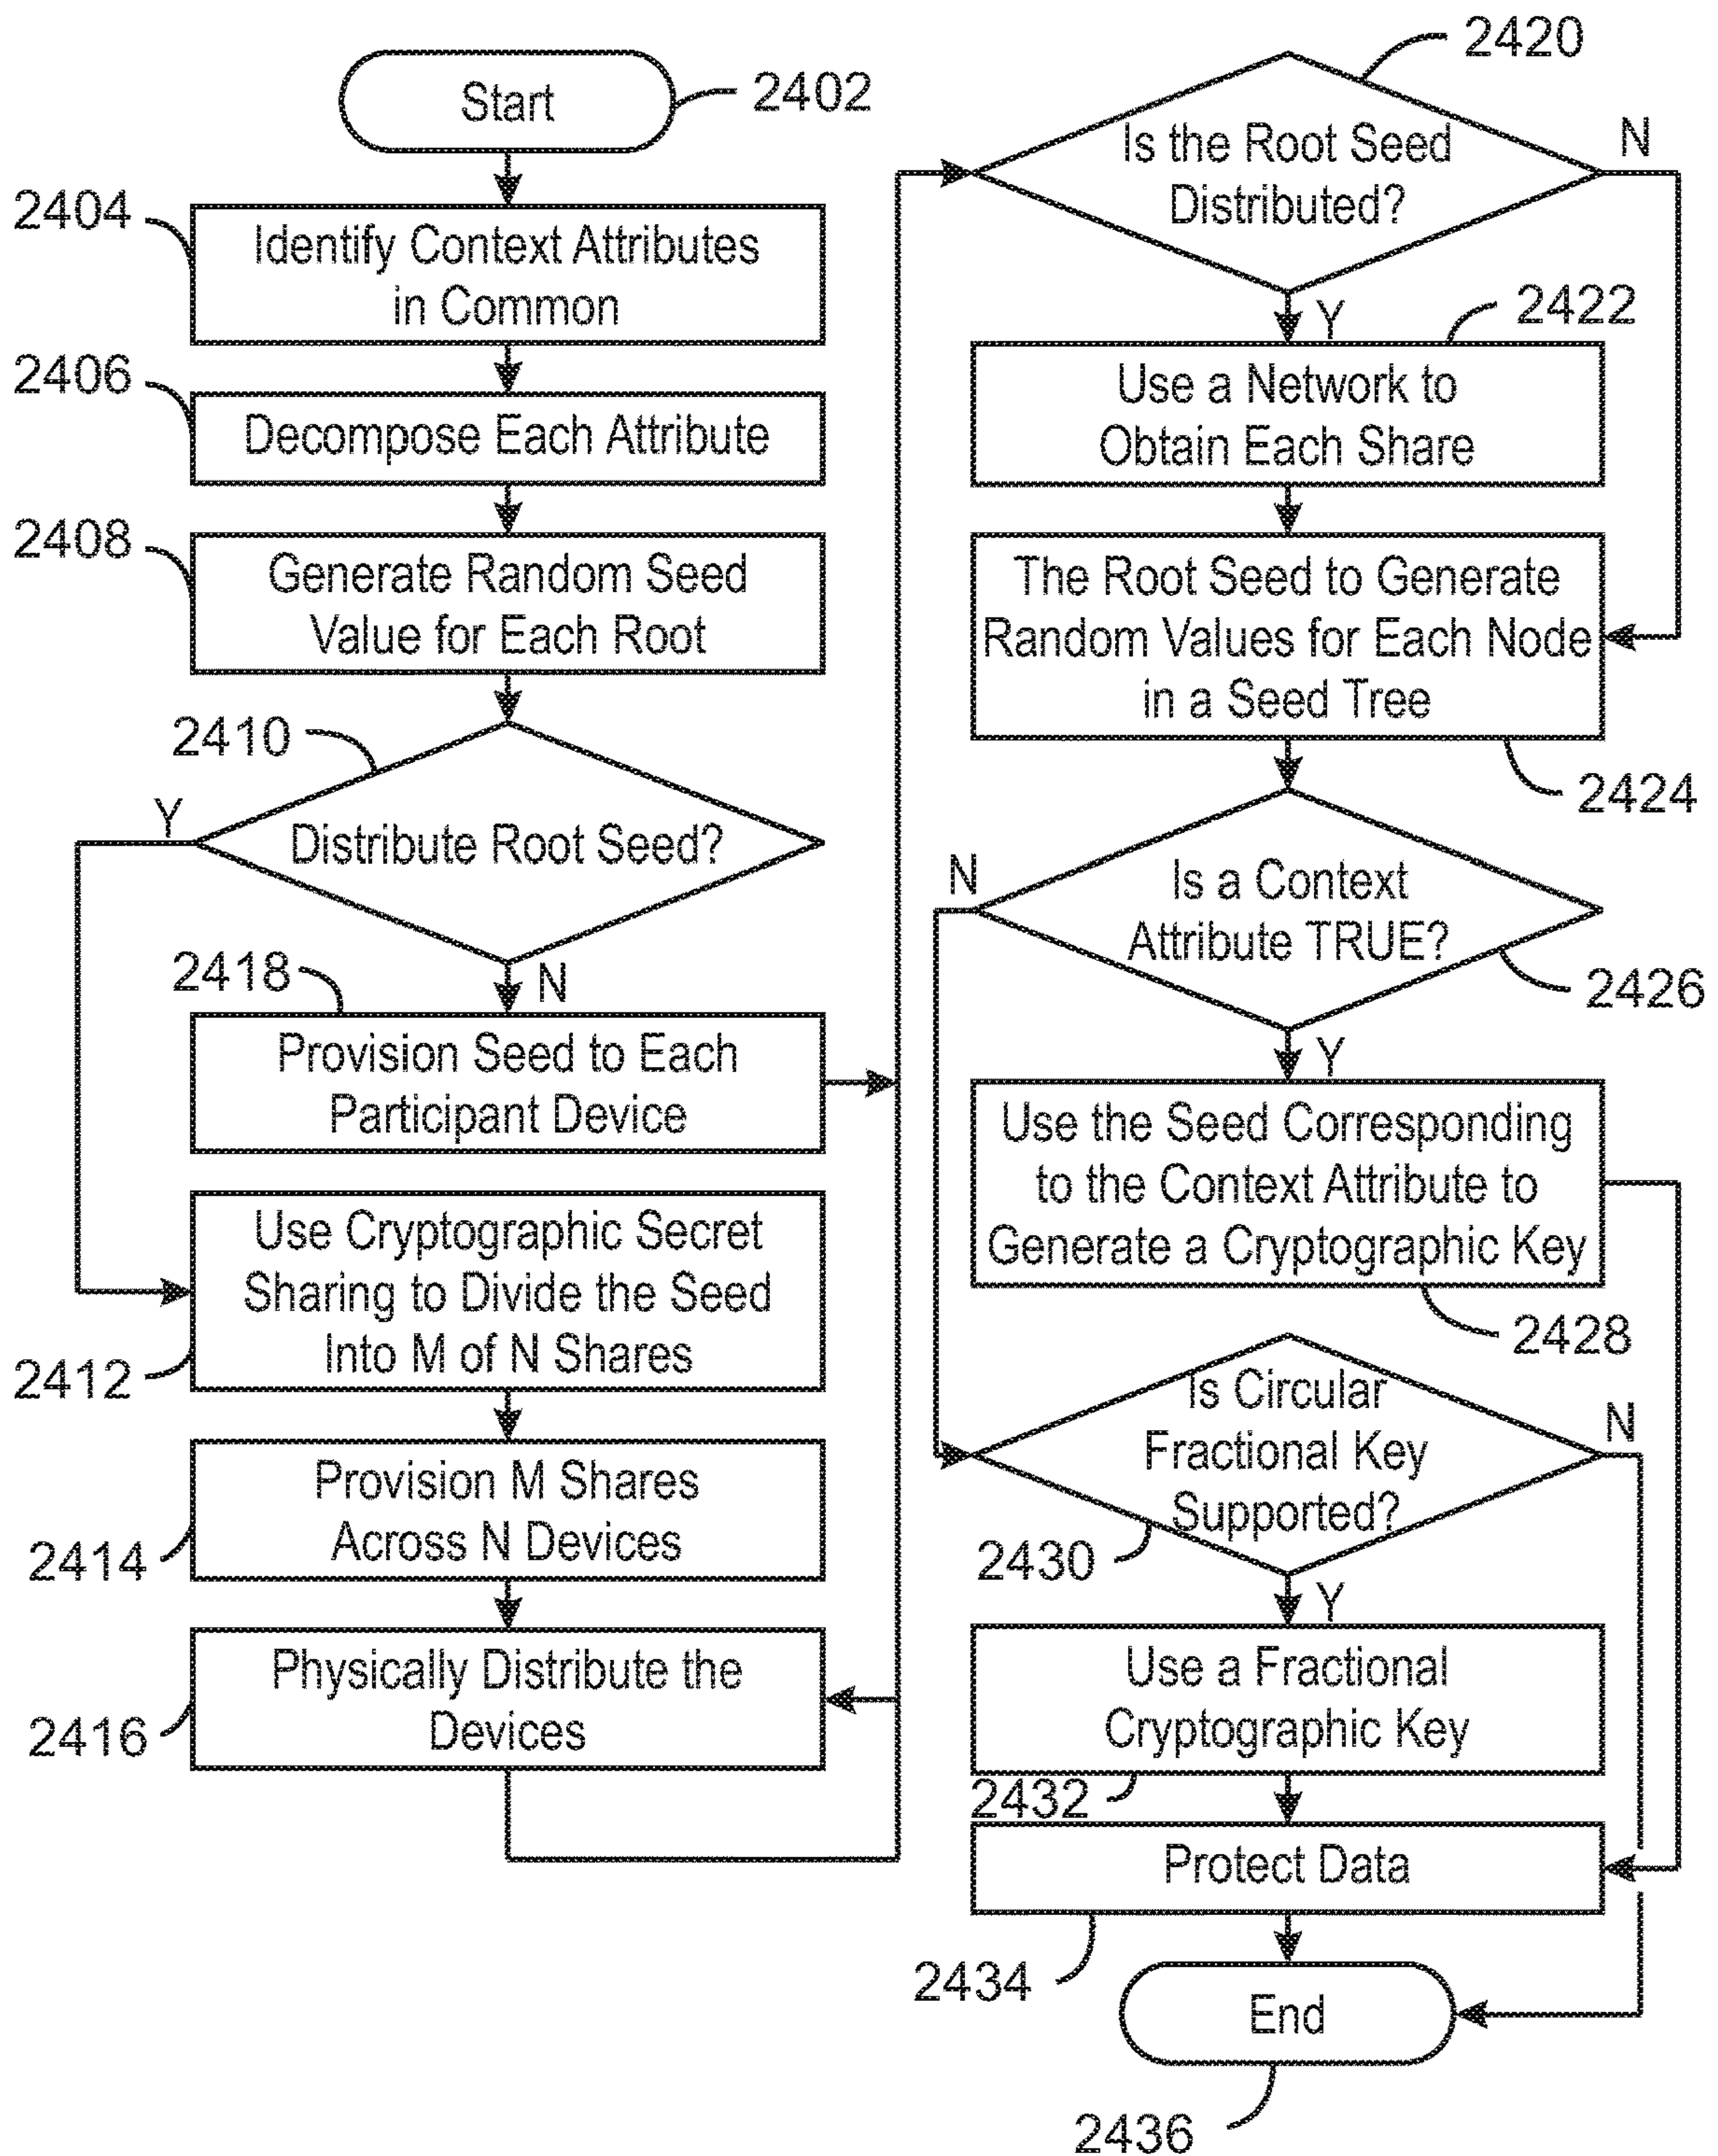 Start
2402
2404
Identify Context Attributes
in Common
2406
Decompose Each Attribute
2408
Generate Random Seed
Value for Each Root
2410
Y
Distribute Root Seed?
N
2418
Provision Seed to Each
Participant Device
Use Cryptographic Secret
Sharing to Divide the Seed
Into M of N Shares
2412
Provision M Shares
Across N Devices
2414
Physically Distribute the
Devices
2416
2420
Is the Root Seed
Distributed?
N
Y
2422
Use a Network to
Obtain Each Share
The Root Seed to Generate
Random Values for Each Node
in a Seed Tree
2424
N
Is a Context
Attribute TRUE?
2426
Y
Use the Seed Corresponding
to the Context Attribute to
Generate a Cryptographic Key
2428
Is Circular
Fractional Key
Supported?
N
2430
Y
Use a Fractional
Cryptographic Key
2432
Protect Data
2434
End
2436